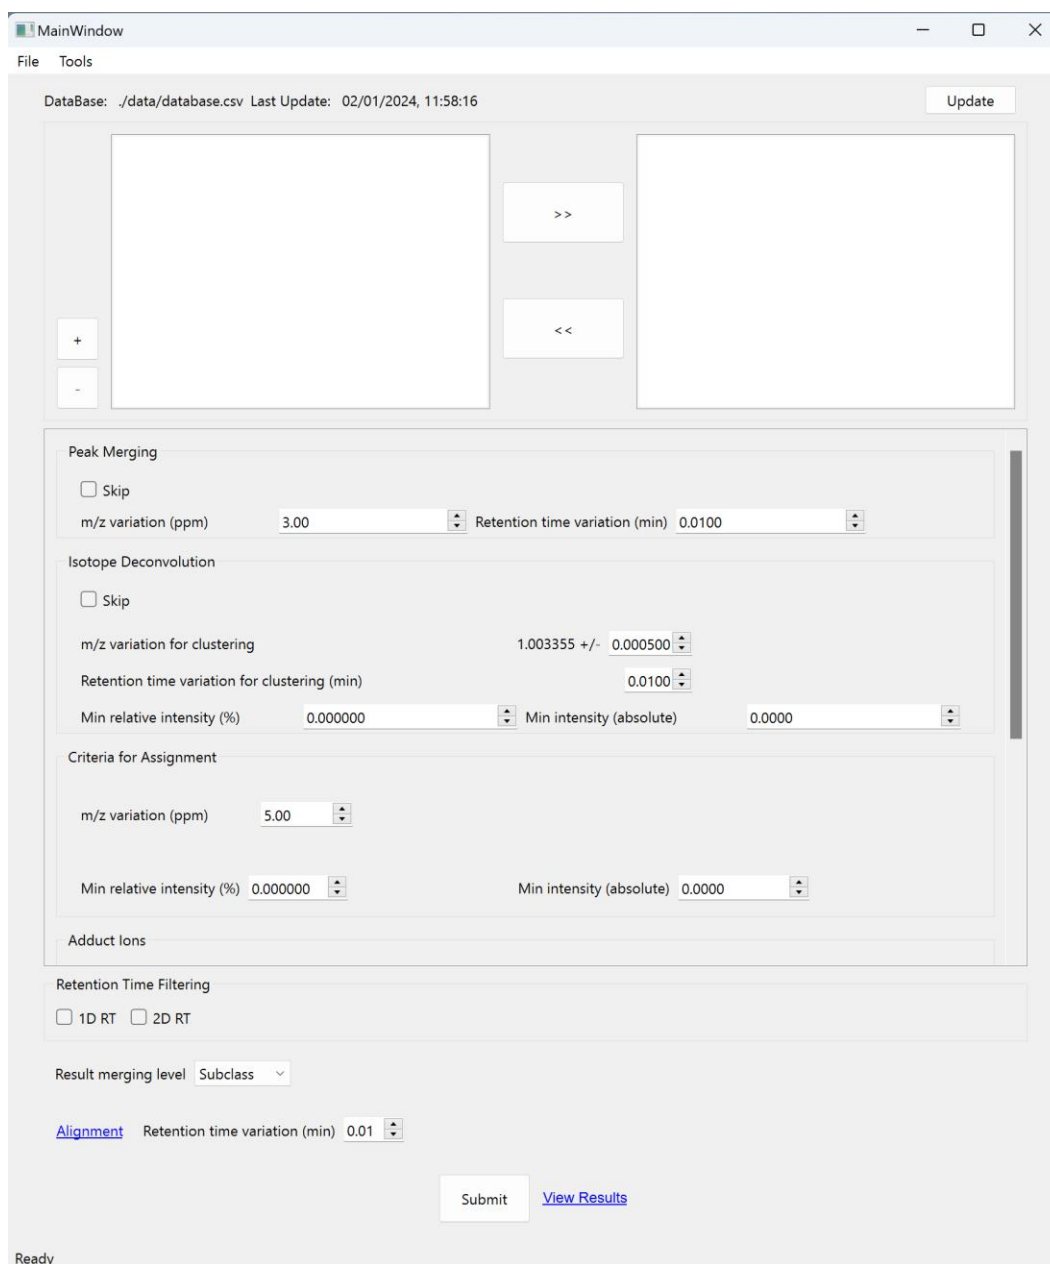 MainWindow
File Tools
DataBase: ./data/database.csv Last Update: 02/01/2024, 11:58:16 Update
>>
<<
+
-
Peak Merging
Skip
m/z variation (ppm) 3.00 Retention time variation (min) 0.0100
Isotope Deconvolution
Skip
m/z variation for clustering 1.003355 +/- 0.000500
Retention time variation for clustering (min) 0.0100
Min relative intensity (%) 0.000000 Min intensity (absolute) 0.0000
Criteria for Assignment
m/z variation (ppm) 5.00
Min relative intensity (%) 0.000000 Min intensity (absolute) 0.0000
Adduct Ions
Retention Time Filtering
1D RT 2D RT
Result merging level Subclass
Alignment Retention time variation (min) 0.01
Submit View Results
Ready